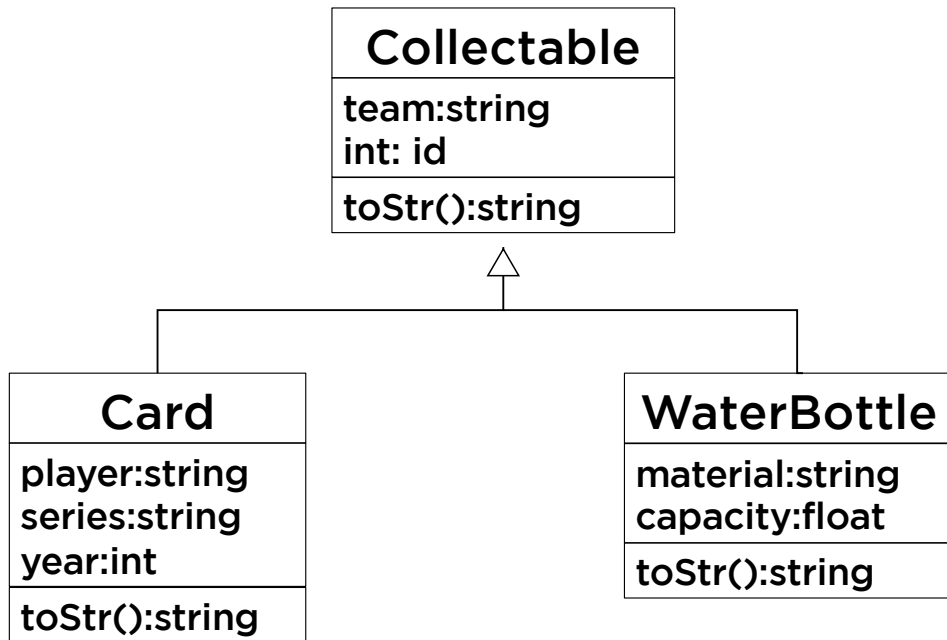 Collectable
team:string
int: id
toStr():string
Card
player:string
series:string
year:int
toStr():string
WaterBottle
material:string
capacity:float
toStr():string